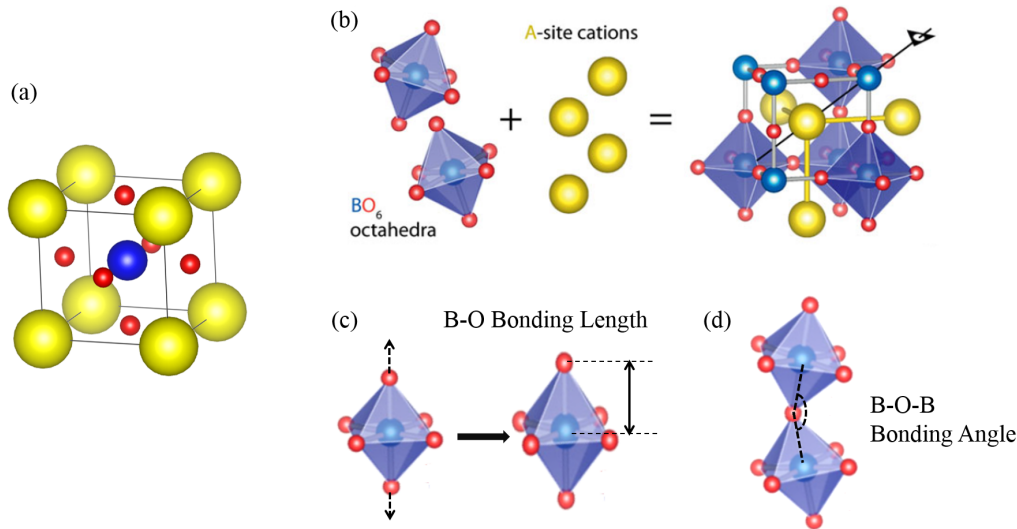 (a)
(b)
A-site cations
+
=
BO6
octahedra
(c)
B-O Bonding Length
(d)
B-O-B
Bonding Angle